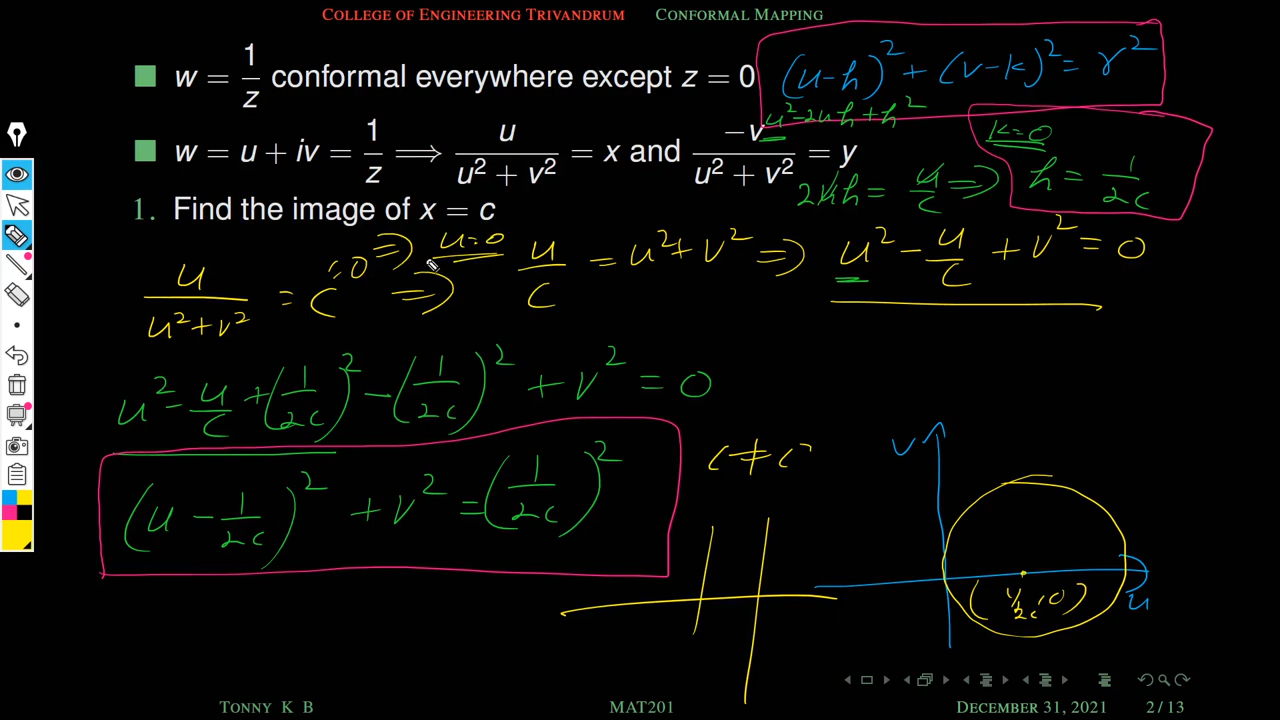 COLLEGE OF ENGINEERING TRIVANDRUM CONFORMAL MAPPING
w = 1/z conformal everywhere except z = 0
(u-h)² + (v-k)² = r²
u² - 2uh + h²
w = u + iv = 1/z ⟹ u/(u² + v²) = x and -v/(u² + v²) = y
k=0
2uh = u/c ⇒ h = 1/2c
1. Find the image of x = c
u/(u²+v²) = c =0 ⇒ u=0
⇒ u/c = u²+v² ⇒ u² - u/c + v² = 0
u² - u/c + (1/2c)² - (1/2c)² + v² = 0
(u - 1/2c)² + v² = (1/2c)²
v
(1/2c, 0)
u
TONNY K B MAT201 DECEMBER 31, 2021 2/13